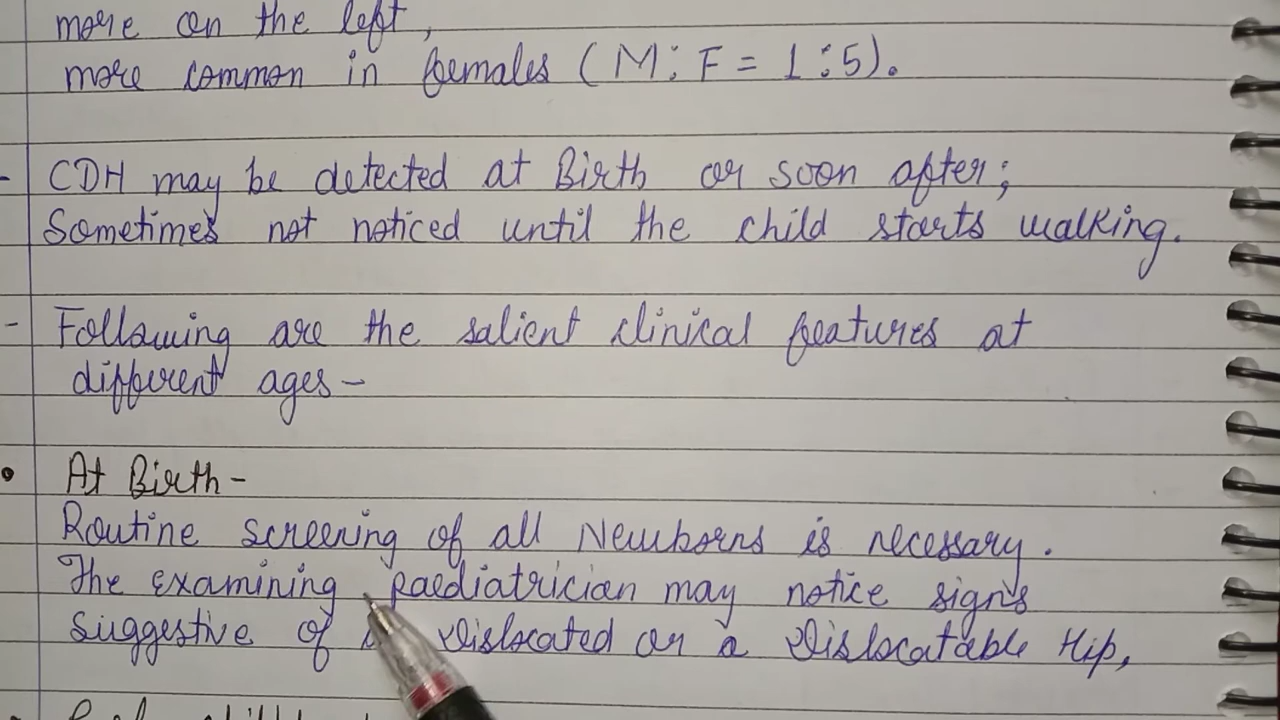 more on the left,
more common in females (M: F = 1:5).
- CDH may be detected at Birth or soon after;
Sometimes not noticed until the child starts walking.
- Following are the salient clinical features at
different ages-
• At Birth-
Routine screening of all Newborns is necessary.
The examining paediatrician may notice signs
suggestive of dislocated or a dislocatable Hip,